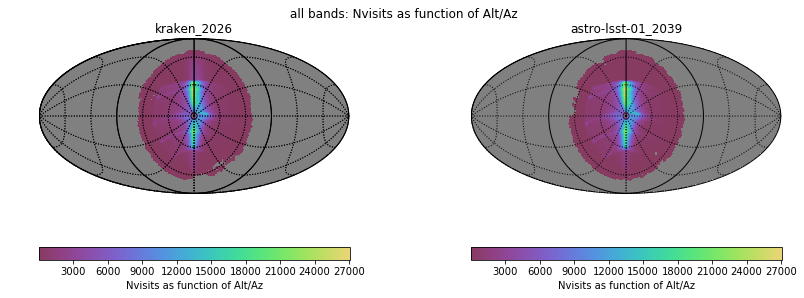 all bands: Nvisits as function of Alt/Az
kraken_2026
astro-lsst-01_2039
3000 6000 9000 12000 15000 18000 21000 24000 27000
Nvisits as function of Alt/Az
3000 6000 9000 12000 15000 18000 21000 24000 27000
Nvisits as function of Alt/Az